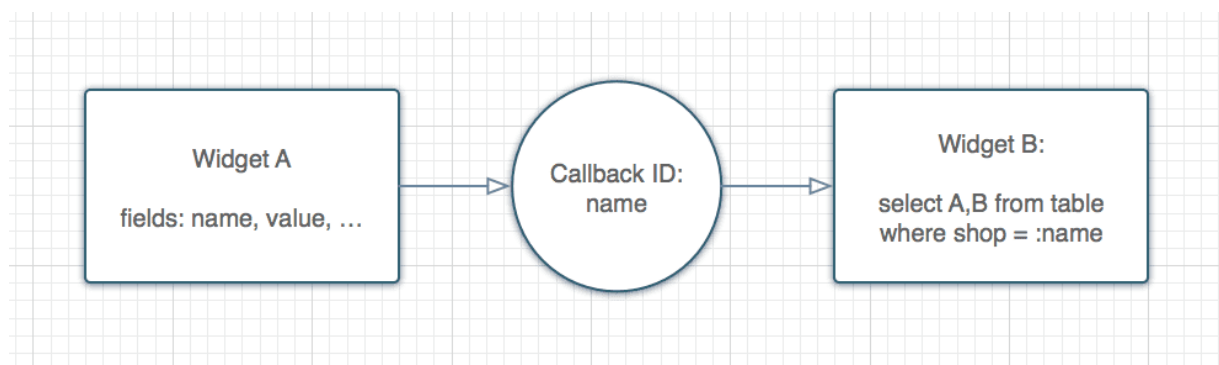 Widget A
fields: name, value, …
Callback ID:
name
Widget B:
select A,B from table
where shop = :name